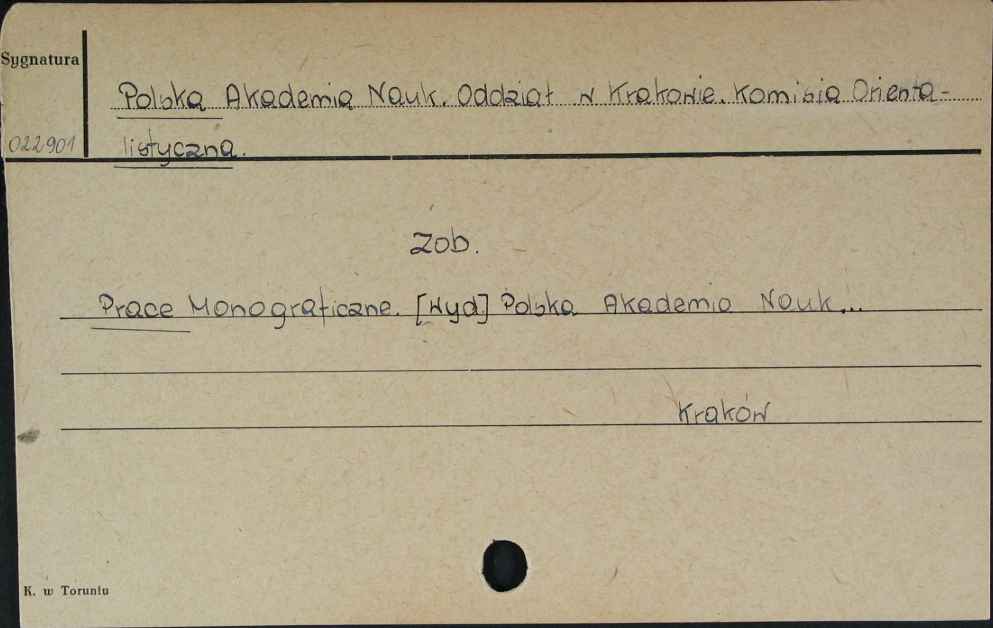 Sygnatura
Polska Akademia Nauk. Oddział w Krakowie. Komisja Orienta-
022901 listyczna.
Zob.
Prace Monograficzne. [Wyd] Polska Akademia Nauk...
Kraków
K. w Toruniu